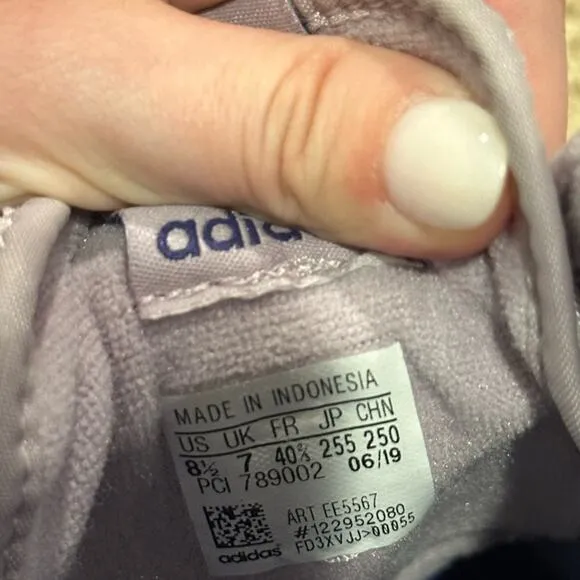 adid
MADE IN INDONESIA
US UK FR JP CHN
8½ 7 40⅔ 255 250
PCI 789002 06/19
ART EE5567
#122952080
FD3XVJJ>00055
adidas